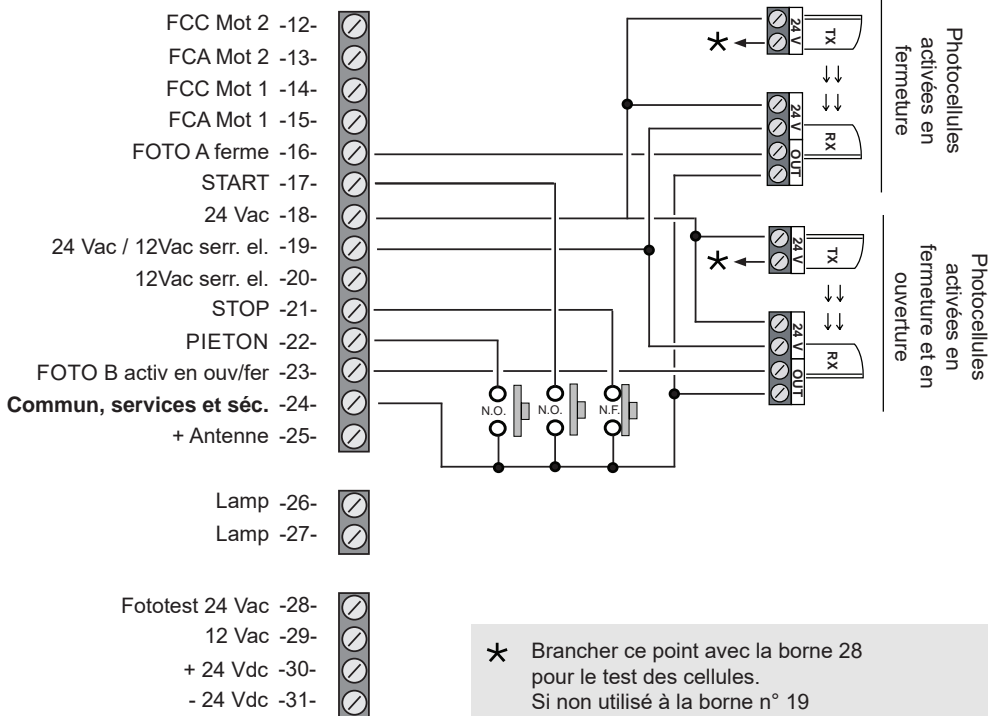 FCC Mot 2 -12-
FCA Mot 2 -13-
FCC Mot 1 -14-
FCA Mot 1 -15-
FOTO A ferme -16-
START -17-
24 Vac -18-
24 Vac / 12Vac serr. el. -19-
12Vac serr. el. -20-
STOP -21-
PIETON -22-
FOTO B activ en ouv/fer -23-
Commun, services et séc. -24-
+ Antenne -25-
Lamp -26-
Lamp -27-
Fototest 24 Vac -28-
12 Vac -29-
+ 24 Vdc -30-
- 24 Vdc -31-
N.O.
N.O.
N.F.
24 V
TX
24 V
OUT
RX
Photocellules
activées en
fermeture
24 V
TX
24 V
OUT
RX
Photocellules
activées en
fermeture et en
ouverture
Brancher ce point avec la borne 28
pour le test des cellules.
Si non utilisé à la borne n° 19